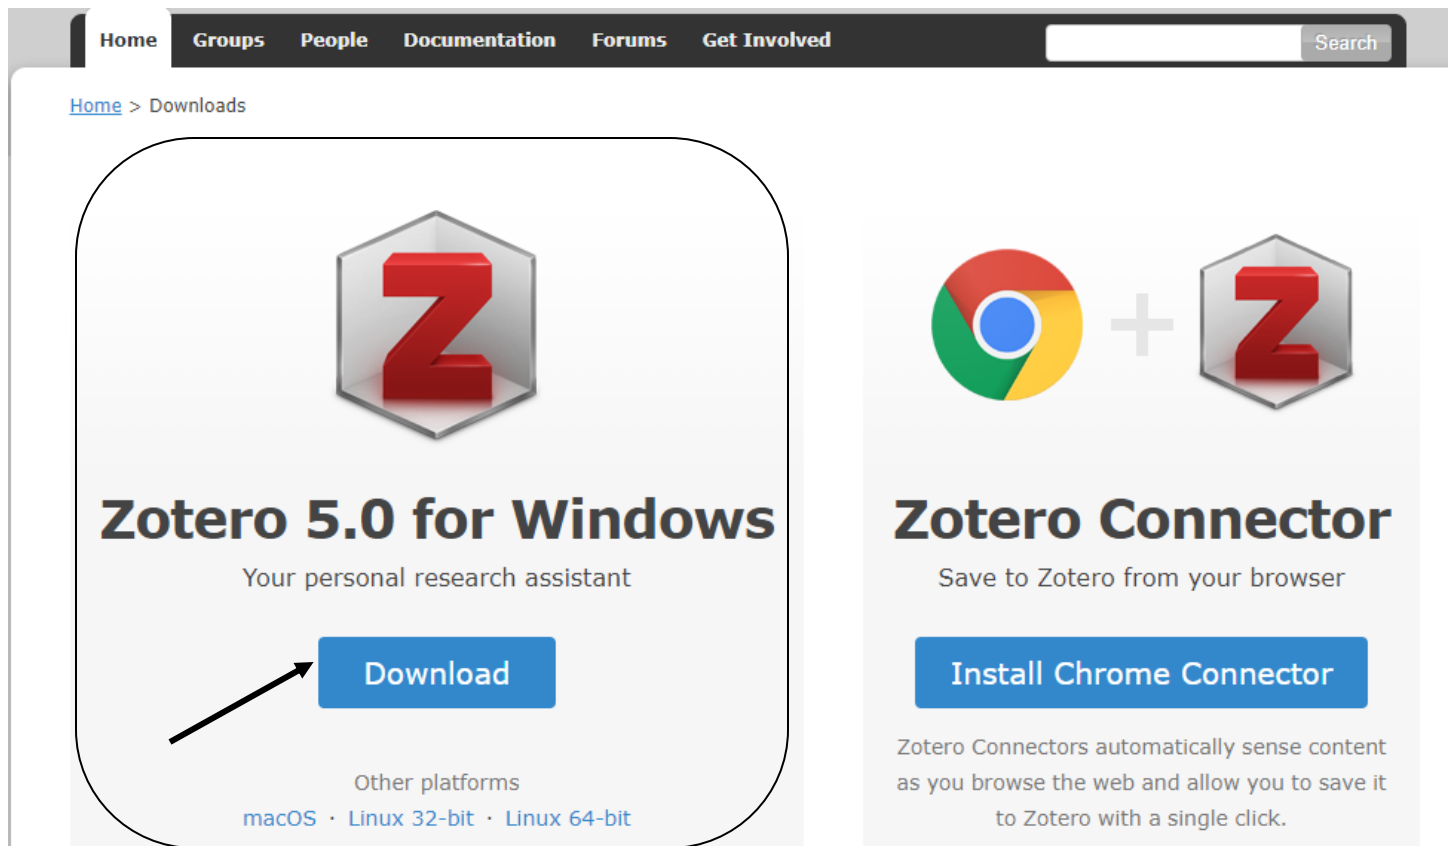 Home Groups People Documentation Forums Get Involved Search
Home > Downloads
Z
Zotero 5.0 for Windows
Your personal research assistant
Download
Other platforms
macOS · Linux 32-bit · Linux 64-bit
Z
Zotero Connector
Save to Zotero from your browser
Install Chrome Connector
Zotero Connectors automatically sense content
as you browse the web and allow you to save it
to Zotero with a single click.